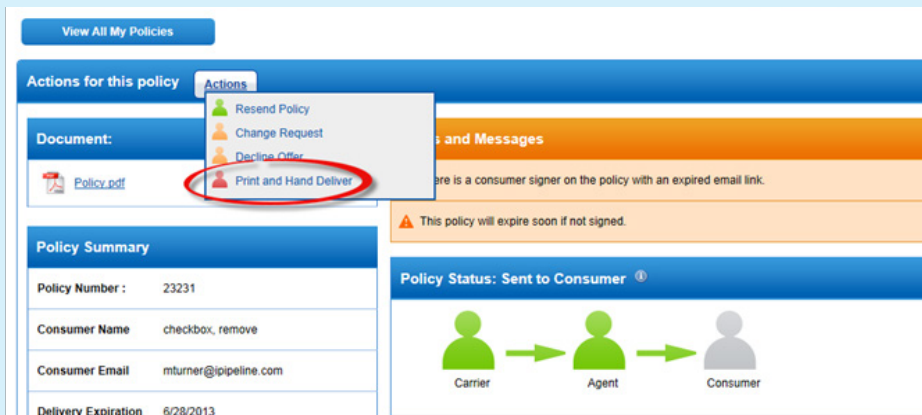 View All My Policies
Actions for this policy Actions
Resend Policy
Change Request
Decline Offer
Print and Hand Deliver
Document:
Policy.pdf
s and Messages
ere is a consumer signer on the policy with an expired email link.
This policy will expire soon if not signed.
Policy Summary
Policy Number : 23231
Consumer Name checkbox, remove
Consumer Email mturner@ipipeline.com
Delivery Expiration 6/28/2013
Policy Status: Sent to Consumer
Carrier Agent Consumer